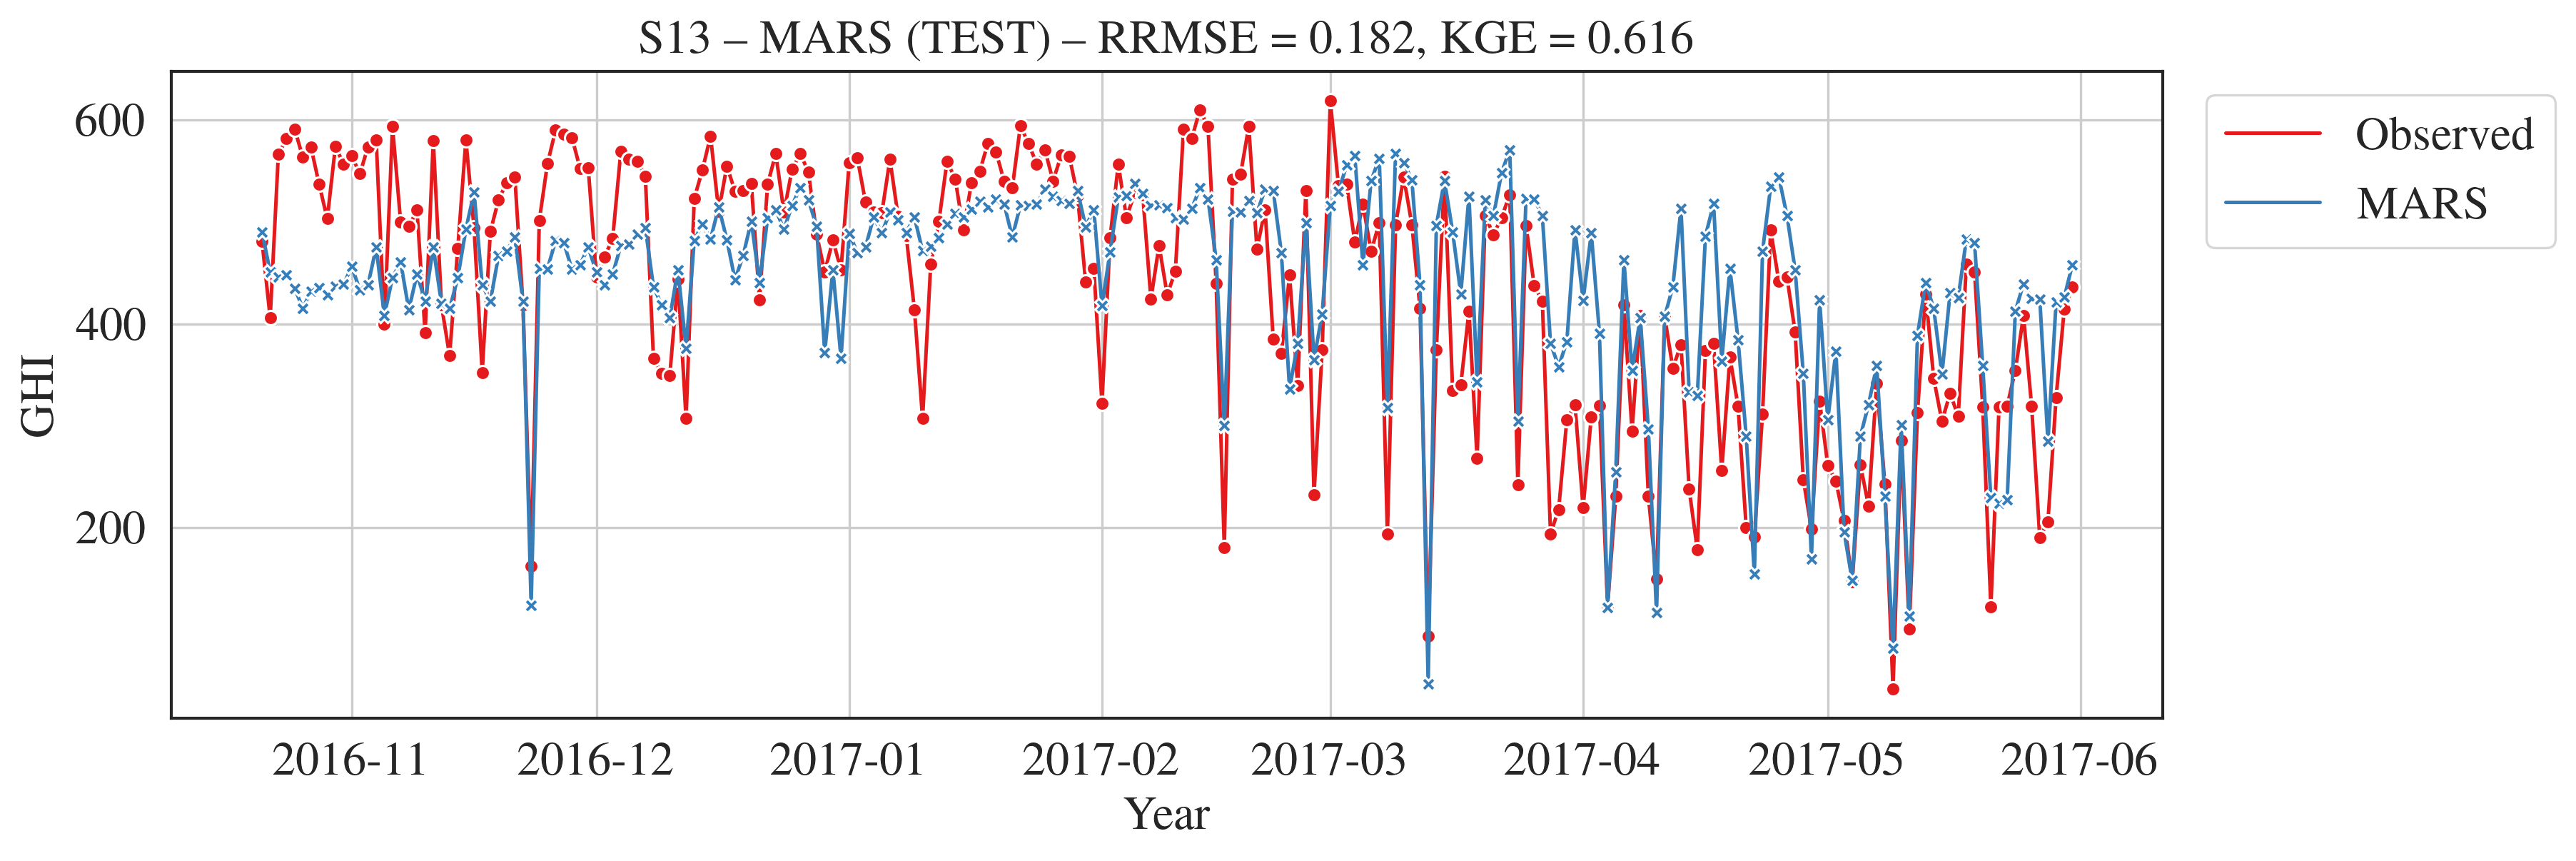 S13 – MARS (TEST) – RRMSE = 0.182, KGE = 0.616
600
400
200
GHI
2016-11
2016-12
2017-01
2017-02
2017-03
2017-04
2017-05
2017-06
Year
Observed
MARS